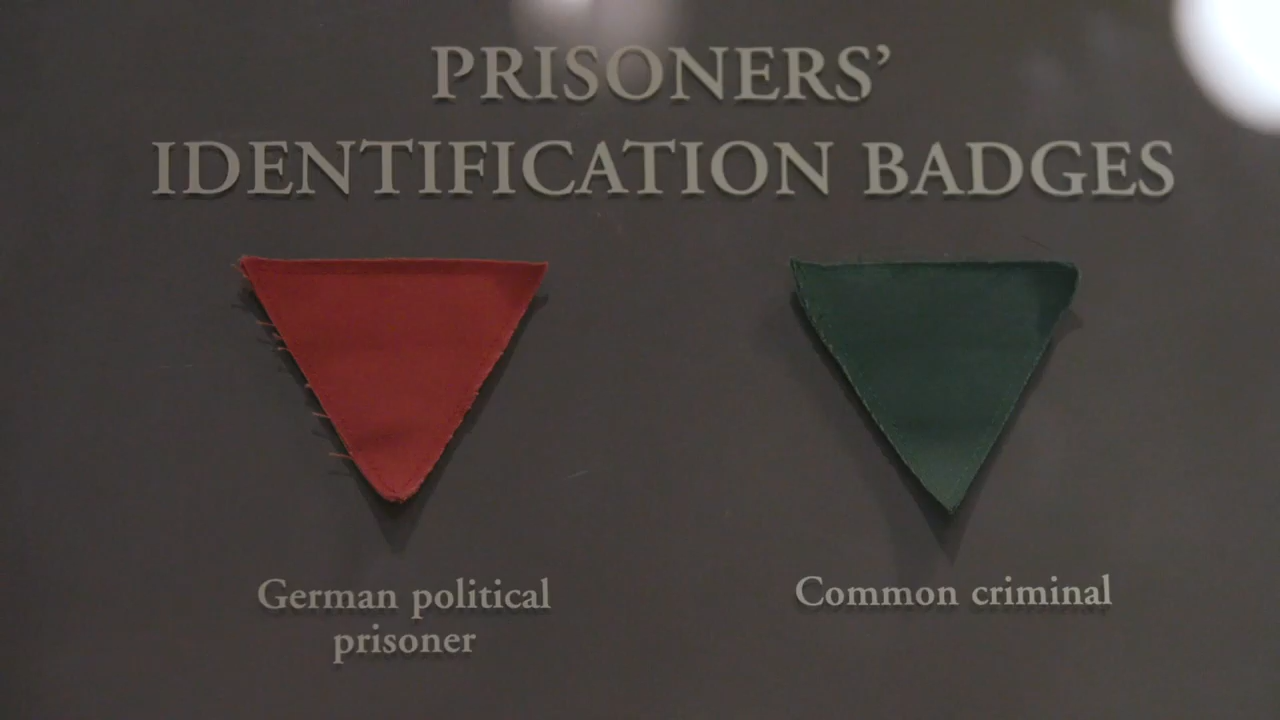 PRISONERS’
IDENTIFICATION BADGES
German political
prisoner
Common criminal